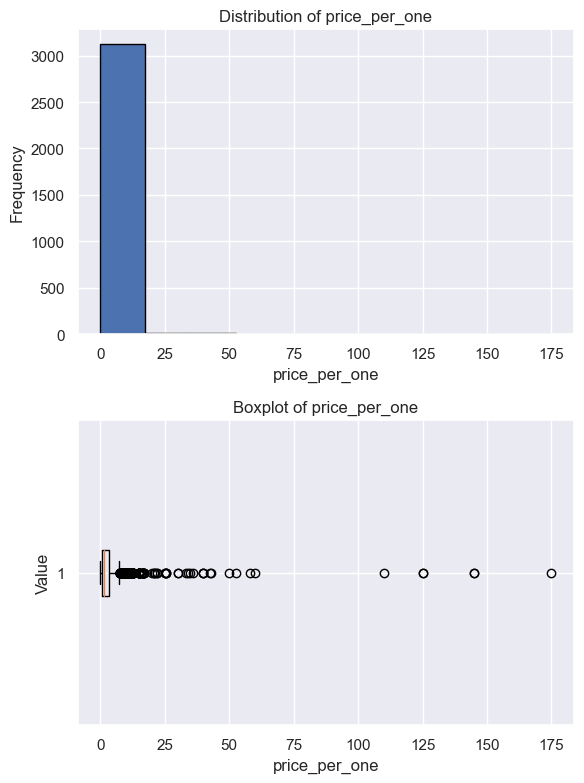 Distribution of price_per_one
3000
2500
2000
1500
1000
500
0
Frequency
0 25 50 75 100 125 150 175
price_per_one
Boxplot of price_per_one
1
Value
0 25 50 75 100 125 150 175
price_per_one